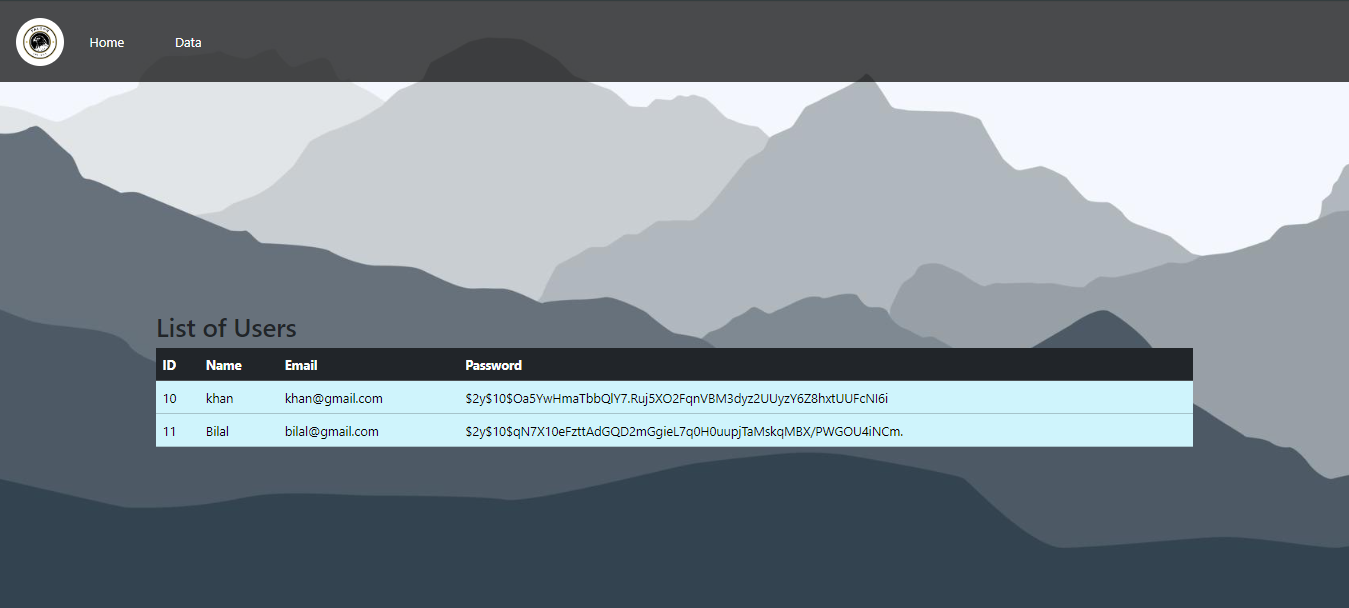 Home Data
List of Users
ID Name Email Password
10 khan khan@gmail.com $2y$10$Oa5YwHmaTbbQlY7.Ruj5XO2FqnVBM3dyz2UUyzY6Z8hxtUUFcNI6i
11 Bilal bilal@gmail.com $2y$10$qN7X10eFzttAdGQD2mGgieL7q0H0uupjTaMskqMBX/PWGOU4iNCm.